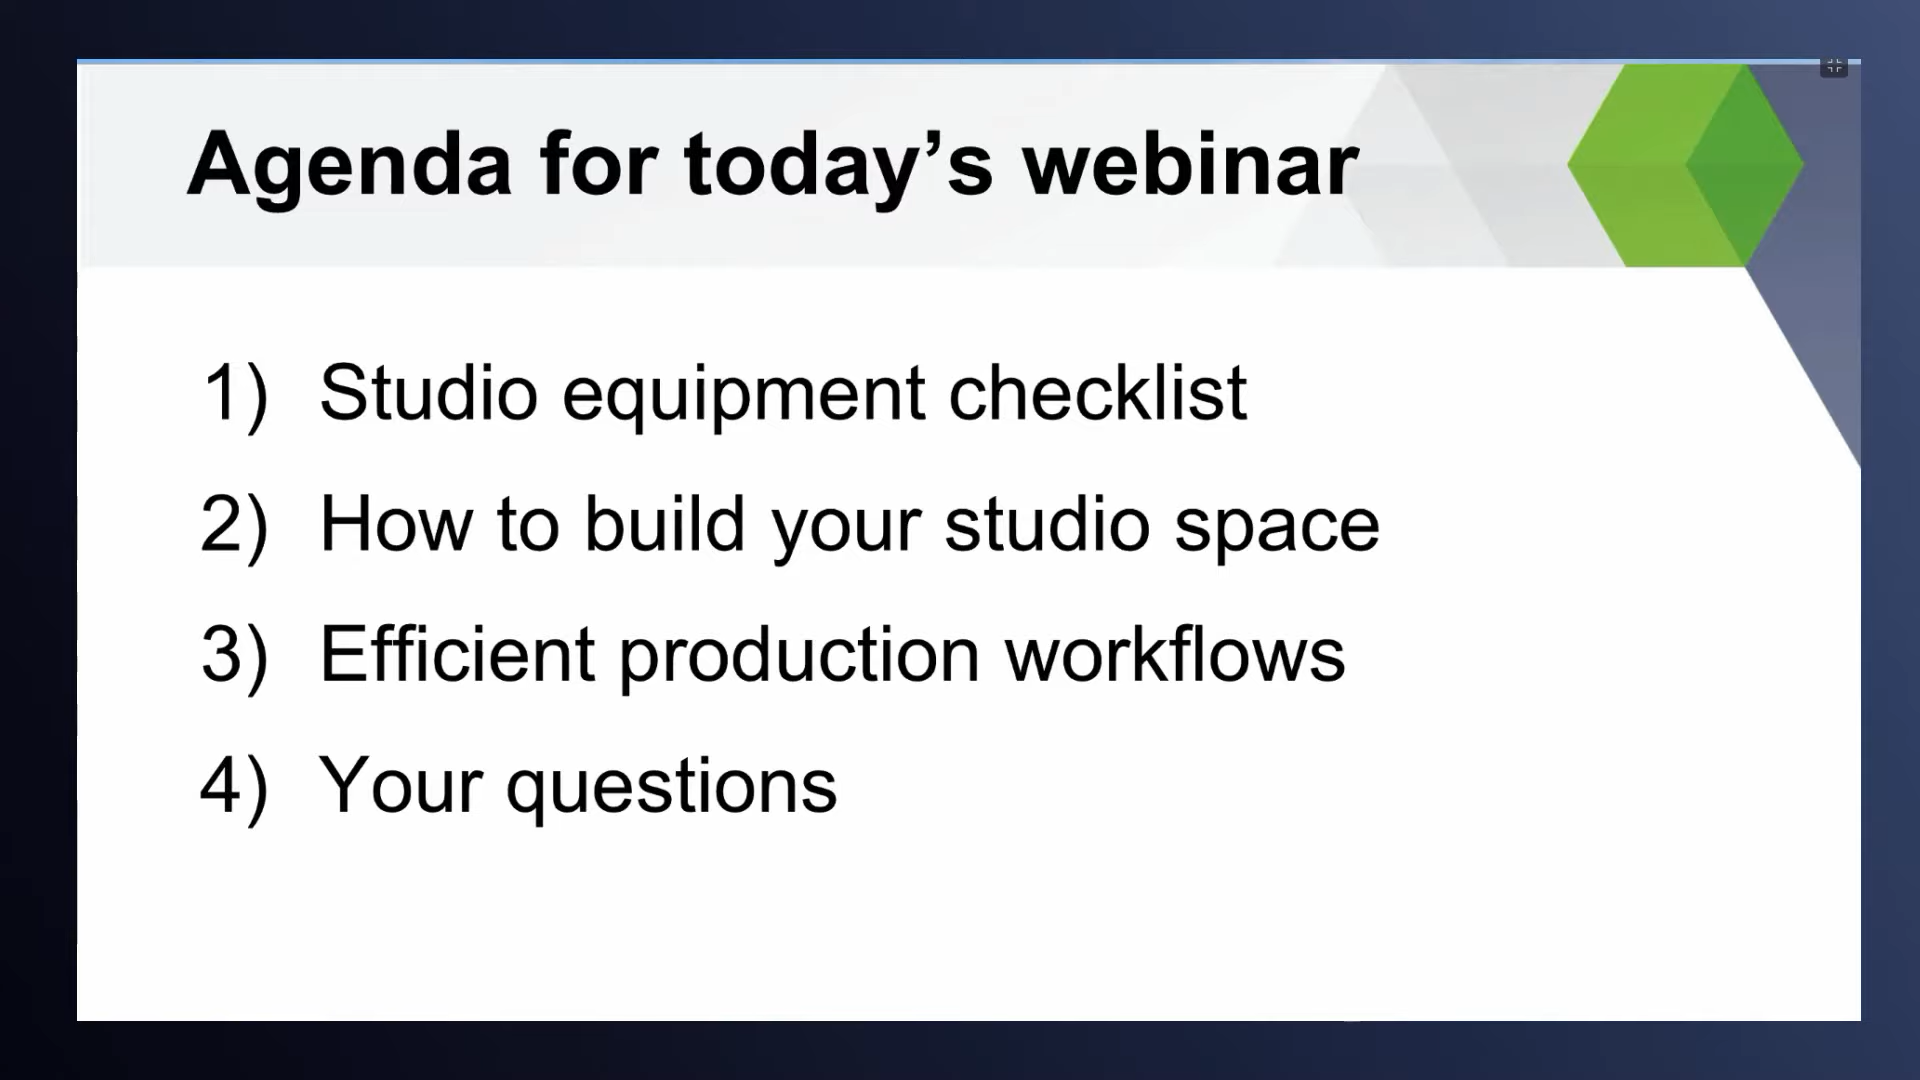 Agenda for today’s webinar
1) Studio equipment checklist
2) How to build your studio space
3) Efficient production workflows
4) Your questions